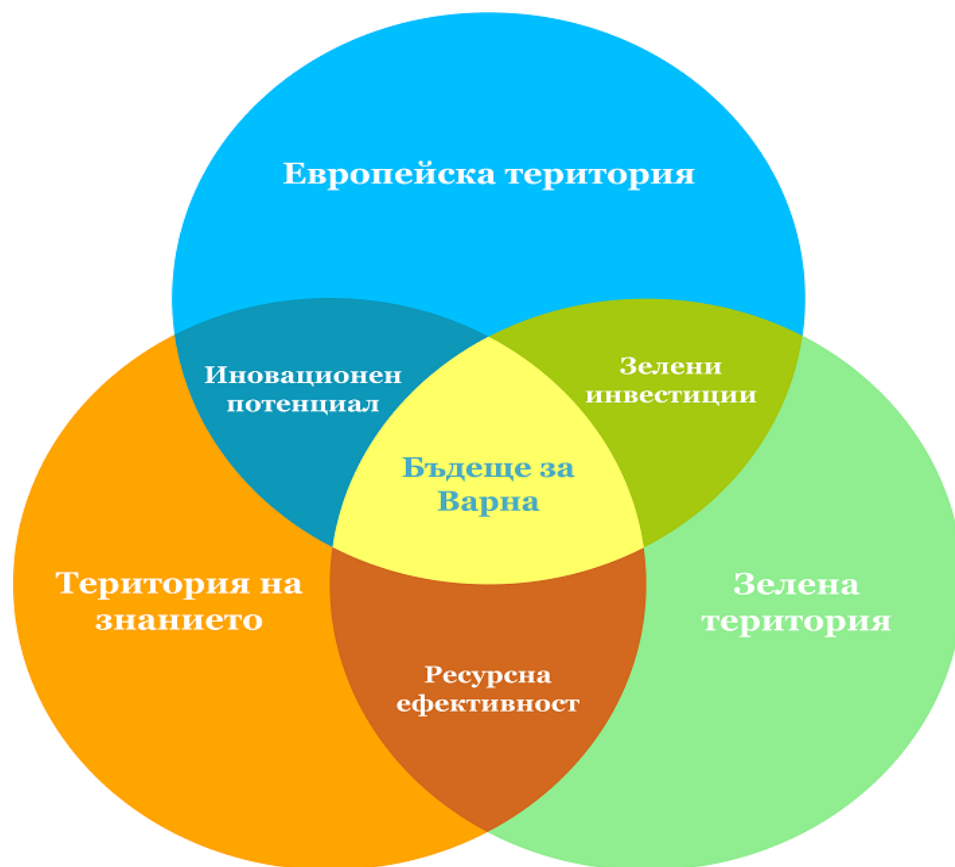 Европейска територия
Иновационен
потенциал
Зелени
инвестиции
Бъдеще за
Варна
Територия на
знанието
Зелена
територия
Ресурсна
ефективност